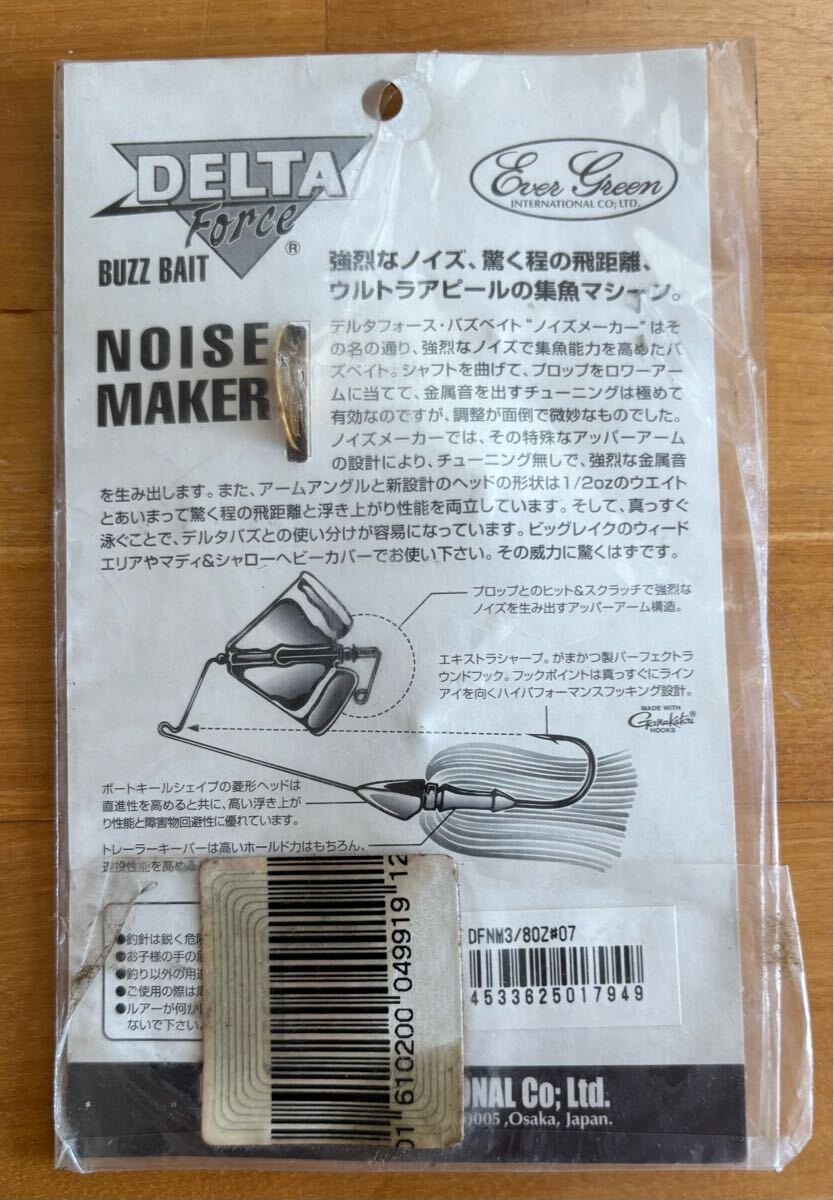 DELTA
Force
®
BUZZ BAIT
Ever Green
INTERNATIONAL CO; LTD.
強烈なノイズ、驚く程の飛距離、
ウルトラアピールの集魚マシーン。
NOISE
MAKER
デルタフォース・バズベイト"ノイズメーカー"はそ
の名の通り、強烈なノイズで集魚能力を高めたバ
ズベイト。シャフトを曲げて、プロップをロワーアー
ムに当てて、金属音を出すチューニングは極めて
有効なのですが、調整が面倒で微妙なものでした。
ノイズメーカーでは、その特殊なアッパーアーム
の設計により、チューニング無しで、強烈な金属音
を生み出します。また、アームアングルと新設計のヘッドの形状は1/2ozのウエイト
とあいまって驚く程の飛距離と浮き上がり性能を両立しています。そして、真っすぐ
泳ぐことで、デルタバズとの使い分けが容易になっています。ビッグレイクのウィード
エリアやマディ&シャローヘビーカバーでお使い下さい。その威力に驚くはずです。
プロップとのヒット&スクラッチで強烈な
ノイズを生み出すアッパーアーム構造。
エキストラシャープ。がまかつ製パーフェクトラ
ウンドフック。フックポイントは真っすぐにライン
アイを向くハイパフォーマンスフッキング設計。
MADE WITH
Gamakatsu®
HOOKS
ボートキールシェイプの菱形ヘッドは
直進性を高めると共に、高い浮き上が
り性能と障害物回避性に優れています。
トレーラーキーパーは高いホールド力はもちろん、
遠投性能を高める
●釣針は鋭く危険
●お子様の手の届
●釣り以外の用途
●ご使用の際は周
●ルアーが何かに
ないで下さい。
01 610200 049919 12
DFNM3/8OZ#07
4533625017949
ONAL Co; Ltd.
005 ,Osaka, Japan.